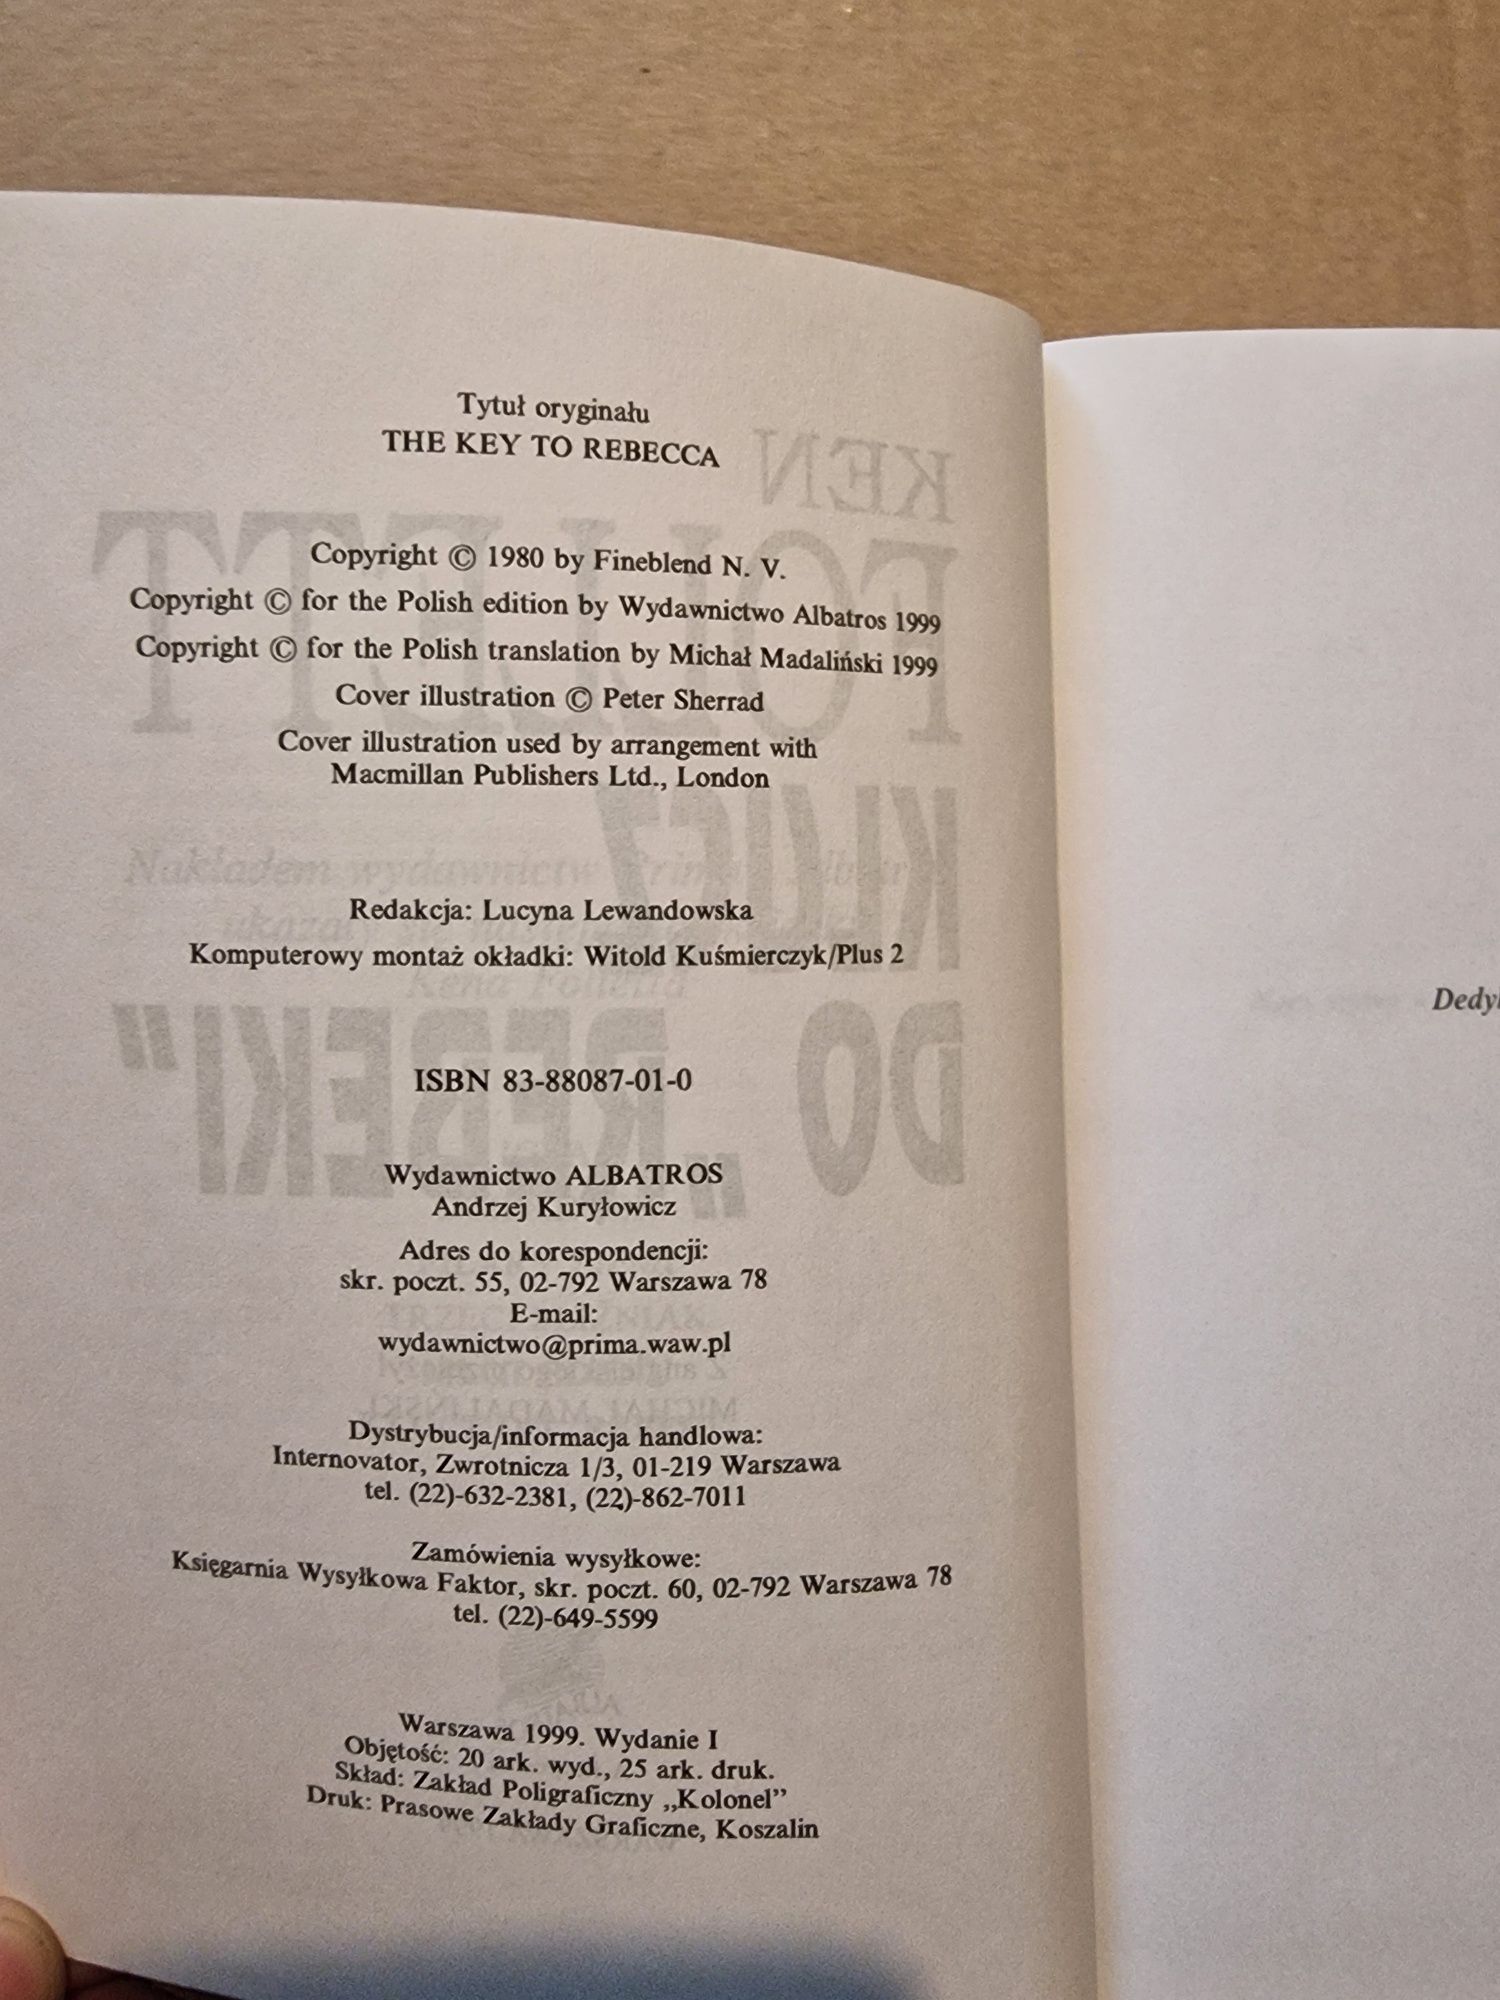 Tytuł oryginału
THE KEY TO REBECCA
Copyright © 1980 by Fineblend N. V.
Copyright © for the Polish edition by Wydawnictwo Albatros 1999
Copyright © for the Polish translation by Michał Madaliński 1999
Cover illustration © Peter Sherrad
Cover illustration used by arrangement with
Macmillan Publishers Ltd., London
Redakcja: Lucyna Lewandowska
Komputerowy montaż okładki: Witold Kuśmierczyk/Plus 2
ISBN 83-88087-01-0
Wydawnictwo ALBATROS
Andrzej Kuryłowicz
Adres do korespondencji:
skr. poczt. 55, 02-792 Warszawa 78
E-mail:
wydawnictwo@prima.waw.pl
Dystrybucja/informacja handlowa:
Internovator, Zwrotnicza 1/3, 01-219 Warszawa
tel. (22)-632-2381, (22)-862-7011
Zamówienia wysyłkowe:
Księgarnia Wysyłkowa Faktor, skr. poczt. 60, 02-792 Warszawa 78
tel. (22)-649-5599
Warszawa 1999. Wydanie I
Objętość: 20 ark. wyd., 25 ark. druk.
Skład: Zakład Poligraficzny „Kolonel”
Druk: Prasowe Zakłady Graficzne, Koszalin
KEN
FOLLETT
KLUCZ
DO „REBEKI”